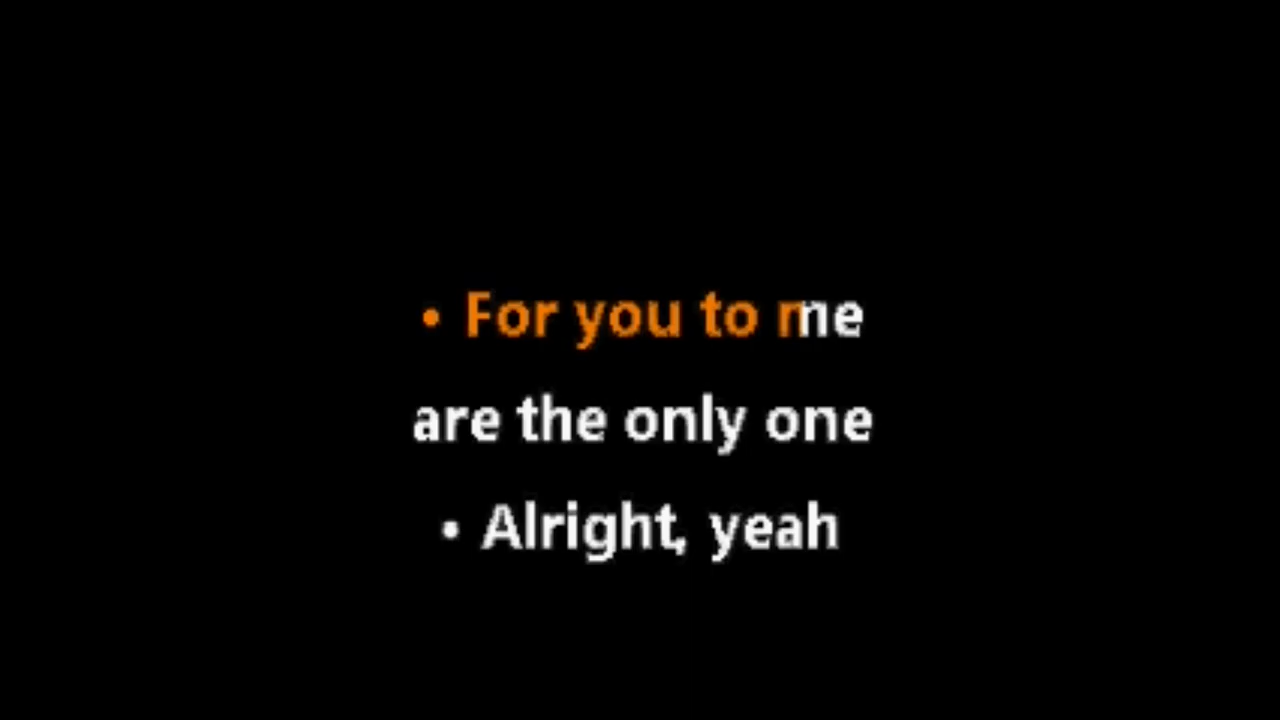 • For you to me
are the only one
• Alright, yeah